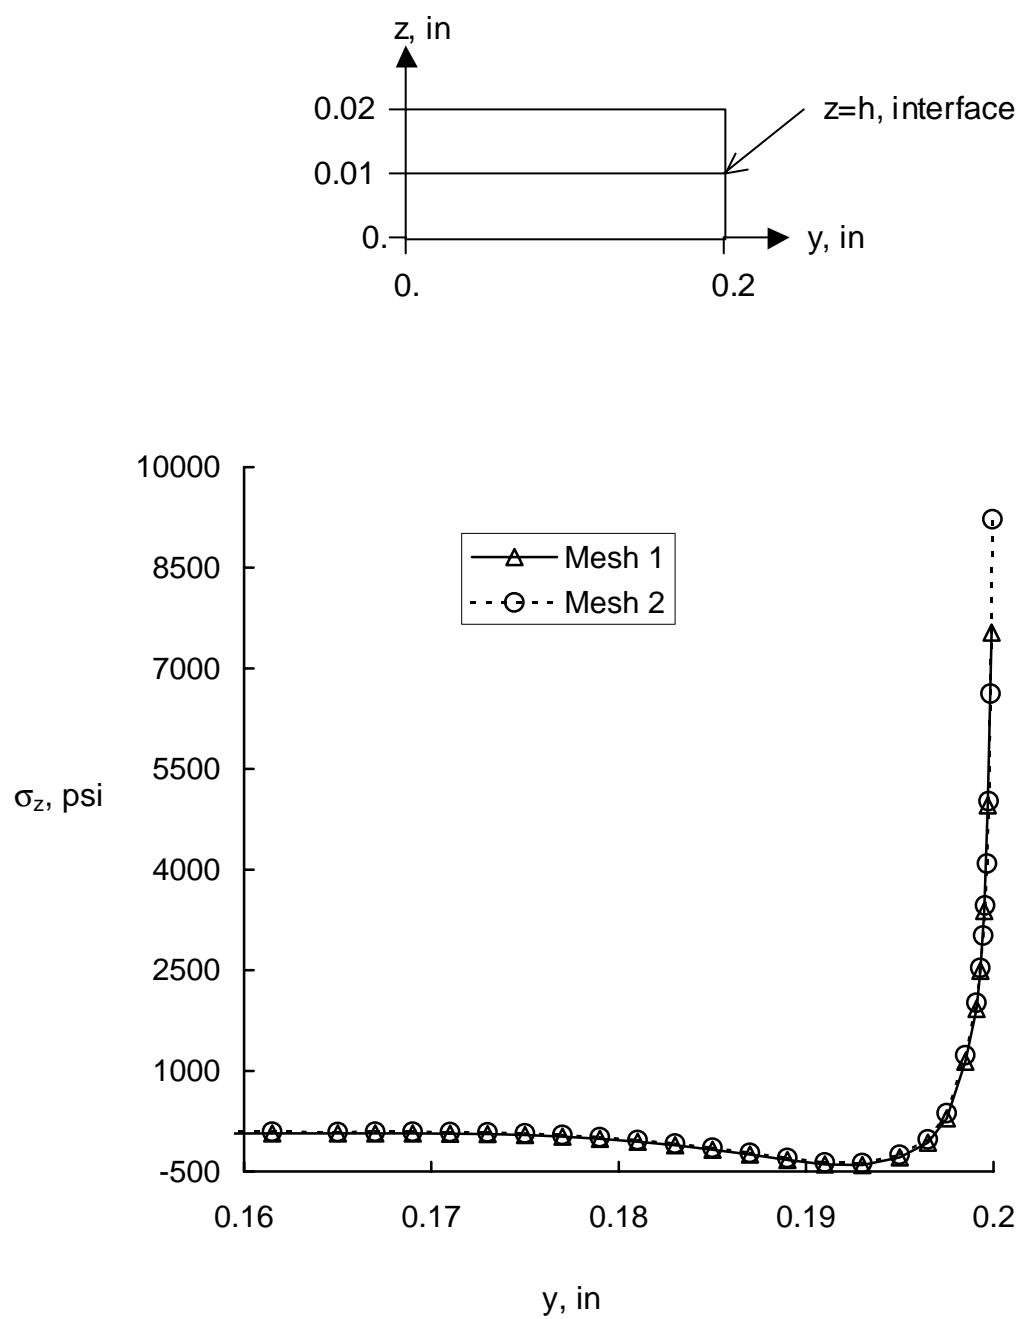 z, in
0.02
z=h, interface
0.01
0.
y, in
0.
0.2
10000
Mesh 1
8500
Mesh 2
7000
5500
σz, psi
4000
2500
1000
-500
0.16
0.17
0.18
0.19
0.2
y, in